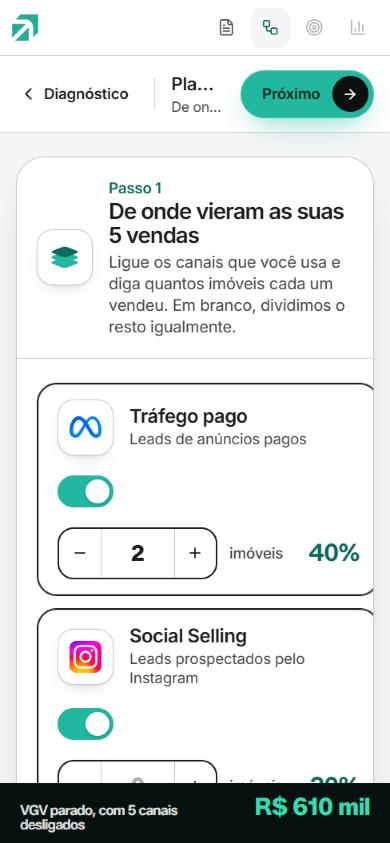 Diagnóstico
Pla...
De on...
Próximo
Passo 1
De onde vieram as suas
5 vendas
Ligue os canais que você usa e
diga quantos imóveis cada um
vendeu. Em branco, dividimos o
resto igualmente.
Tráfego pago
Leads de anúncios pagos
− 2 + imóveis 40%
Social Selling
Leads prospectados pelo
Instagram
VGV parado, com 5 canais
desligados
R$ 610 mil